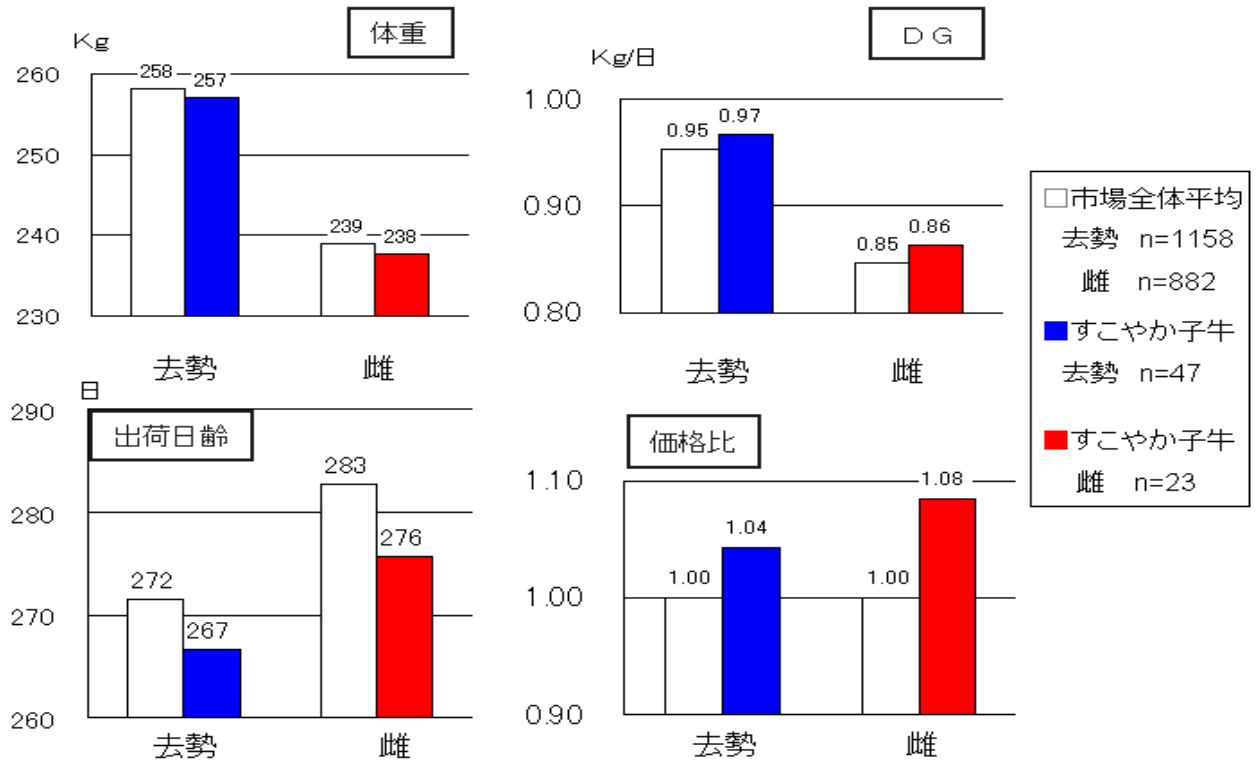 体重
Kg
260
250
240
230
258
257
239
238
去勢
雌
DG
Kg/日
1.00
0.90
0.80
0.95
0.97
0.85
0.86
去勢
雌
出荷日齢
日
290
280
270
260
272
267
283
276
去勢
雌
価格比
1.10
1.00
0.90
1.00
1.04
1.00
1.08
去勢
雌
□市場全体平均
去勢 n=1158
雌 n=882
■すこやか子牛
去勢 n=47
■すこやか子牛
雌 n=23